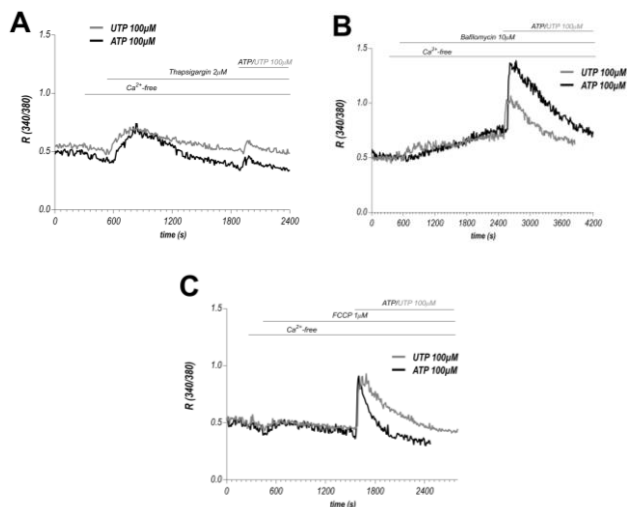 A
UTP 100µM
ATP 100µM
ATP/UTP 100µM
Thapsigargin 2µM
Ca²⁺-free
R (340/380)
1.5
1.0
0.5
0.0
0 600 1200 1800 2400
time (s)
B
ATP/UTP 100µM
Bafilomycin 10µM
Ca²⁺-free
UTP 100µM
ATP 100µM
R (340/380)
1.5
1.0
0.5
0.0
0 600 1200 1800 2400 3000 3600 4200
time (s)
C
ATP/UTP 100µM
FCCP 1µM
Ca²⁺-free
UTP 100µM
ATP 100µM
R (340/380)
1.5
1.0
0.5
0.0
0 600 1200 1800 2400
time (s)